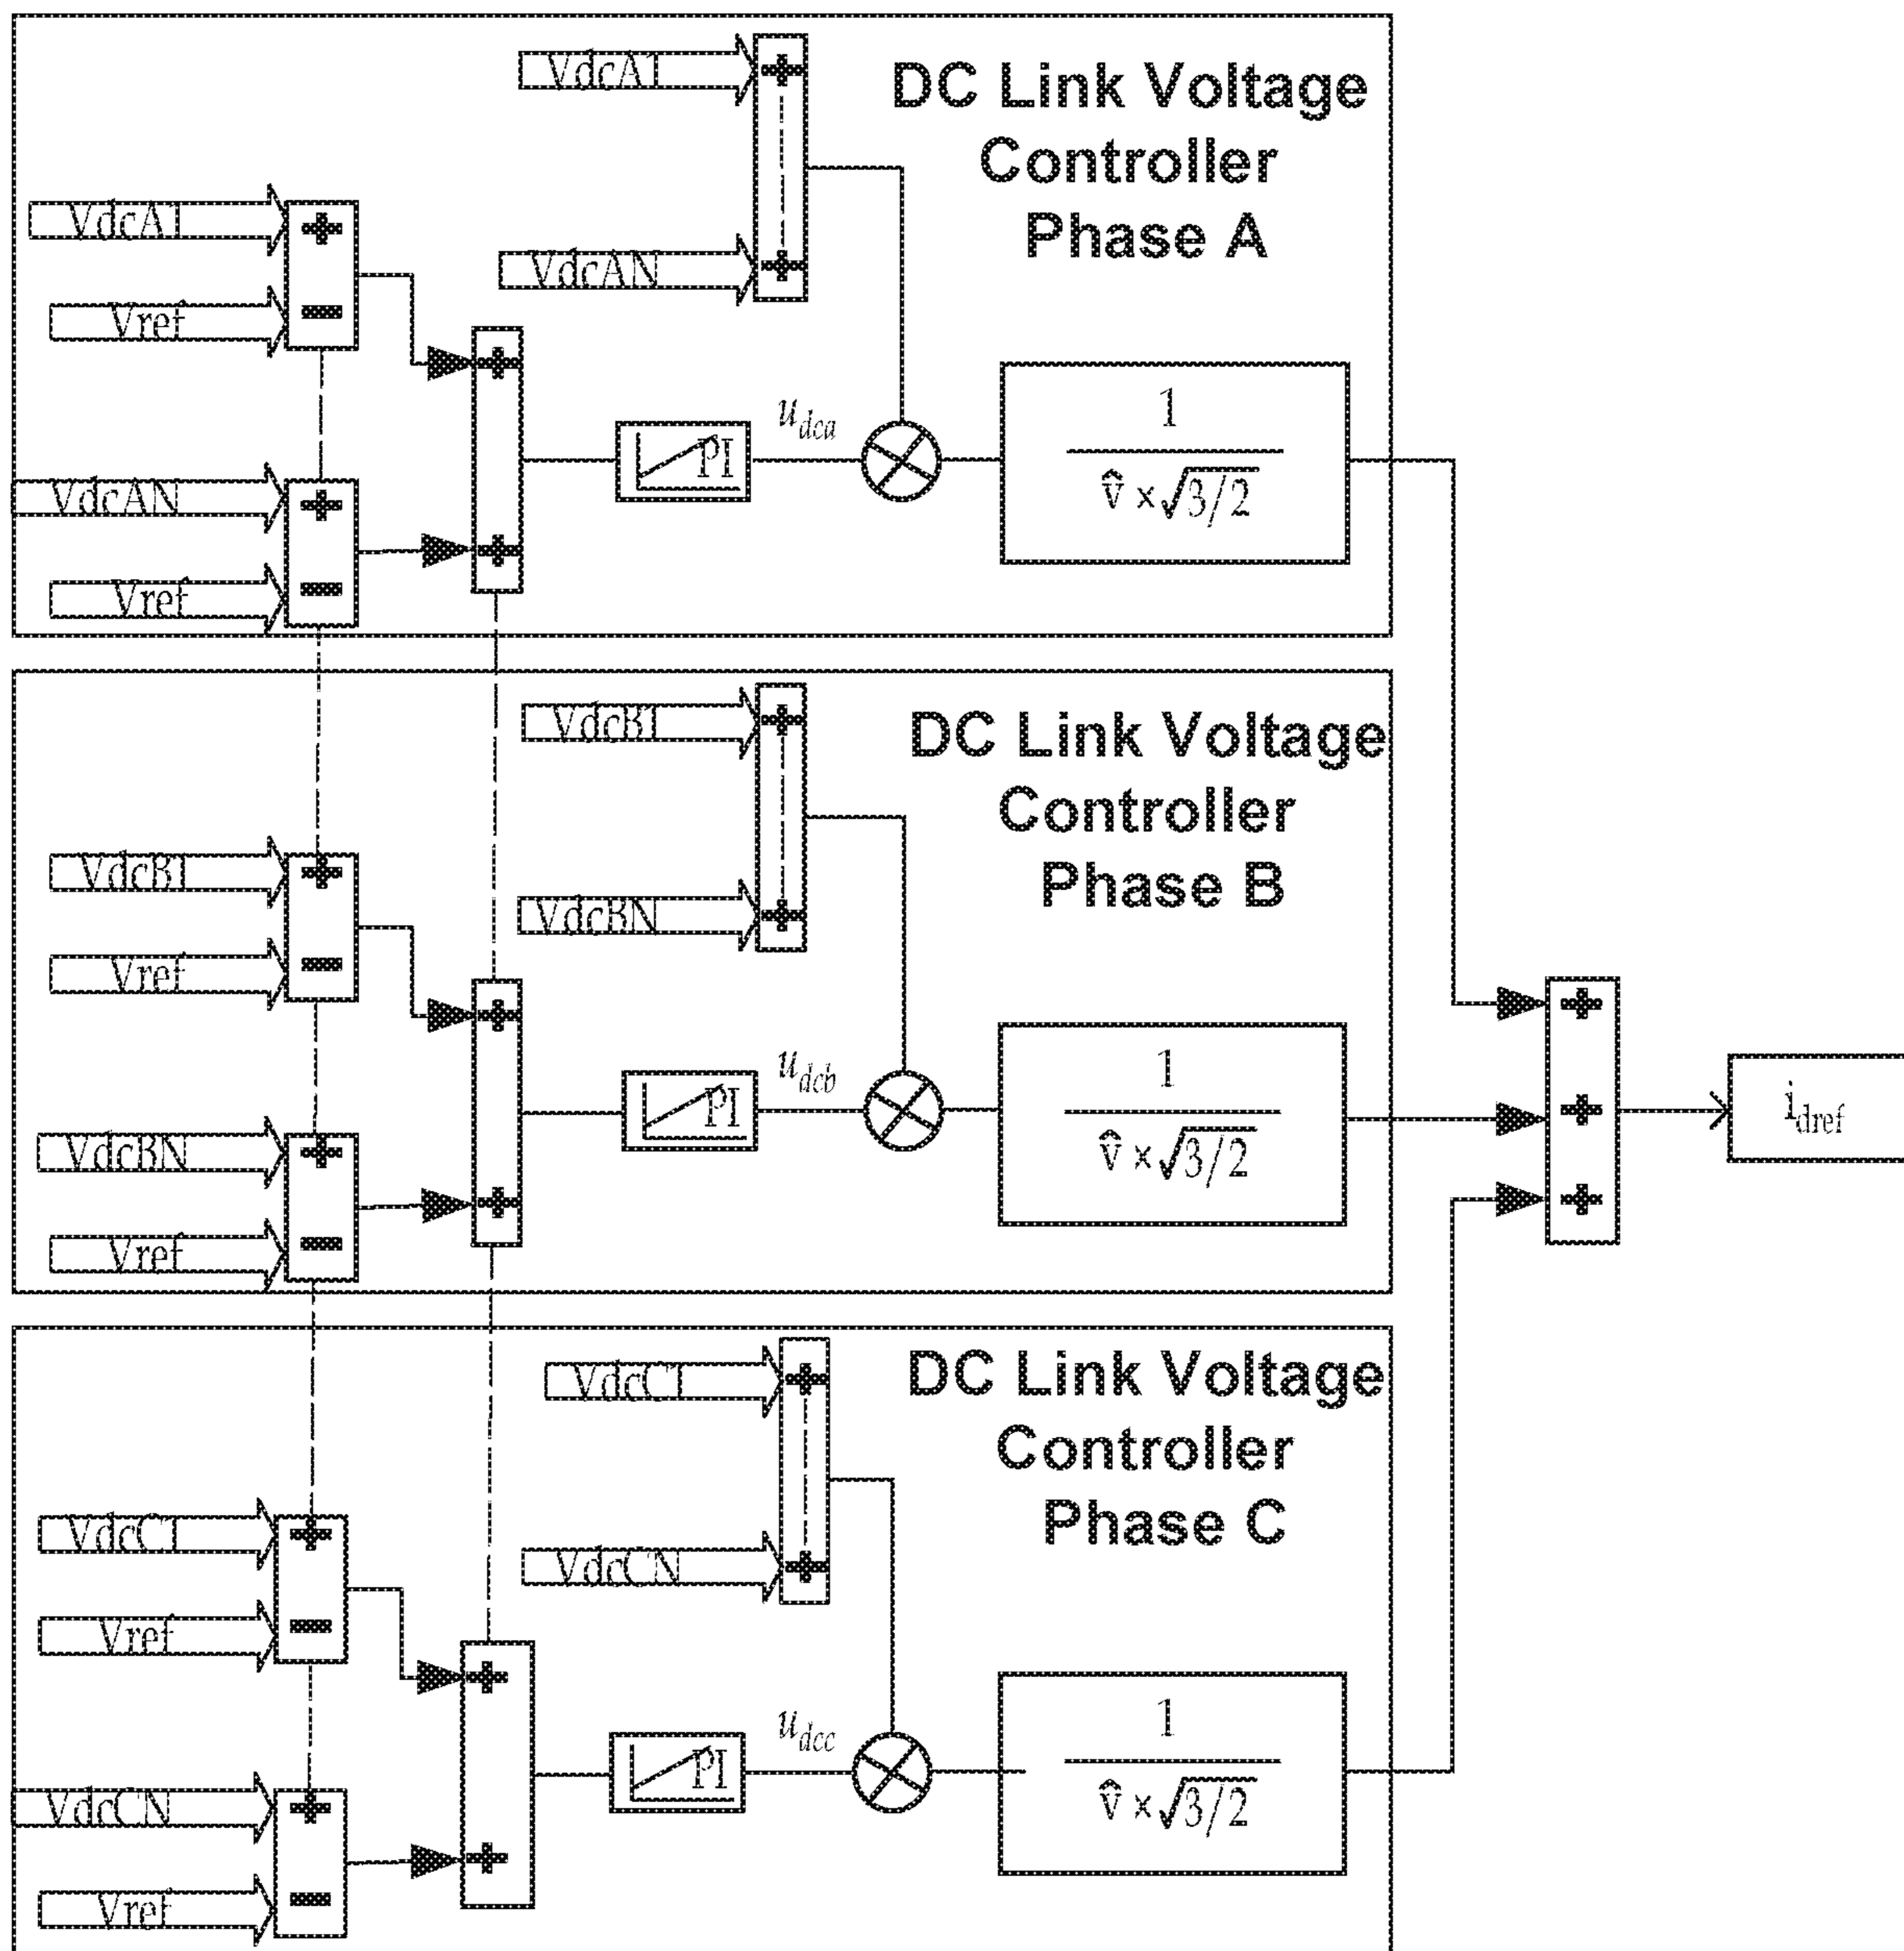 VdcA1
DC Link Voltage
Controller
Phase A
VdcA1
VdcAN
Vref
VdcAN
Vref
PI
u_dca
1
v̂ × √3/2
VdcB1
DC Link Voltage
Controller
Phase B
VdcB1
VdcBN
Vref
VdcBN
Vref
PI
u_dcb
1
v̂ × √3/2
i_dref
VdcC1
DC Link Voltage
Controller
Phase C
VdcC1
VdcCN
Vref
VdcCN
Vref
PI
u_dcc
1
v̂ × √3/2